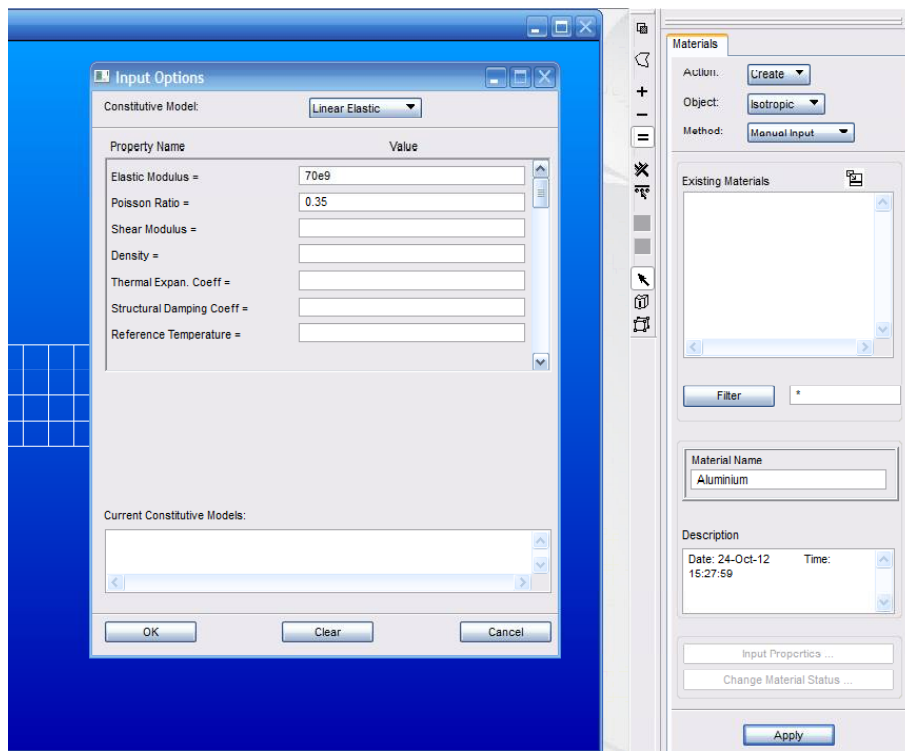 Input Options
Constitutive Model: Linear Elastic
Property Name Value
Elastic Modulus = 70e9
Poisson Ratio = 0.35
Shear Modulus =
Density =
Thermal Expan. Coeff =
Structural Damping Coeff =
Reference Temperature =
Current Constitutive Models:
OK Clear Cancel
Materials
Action: Create
Object: Isotropic
Method: Manual Input
Existing Materials
Filter *
Material Name
Aluminium
Description
Date: 24-Oct-12 Time:
15:27:59
Input Properties ...
Change Material Status ...
Apply